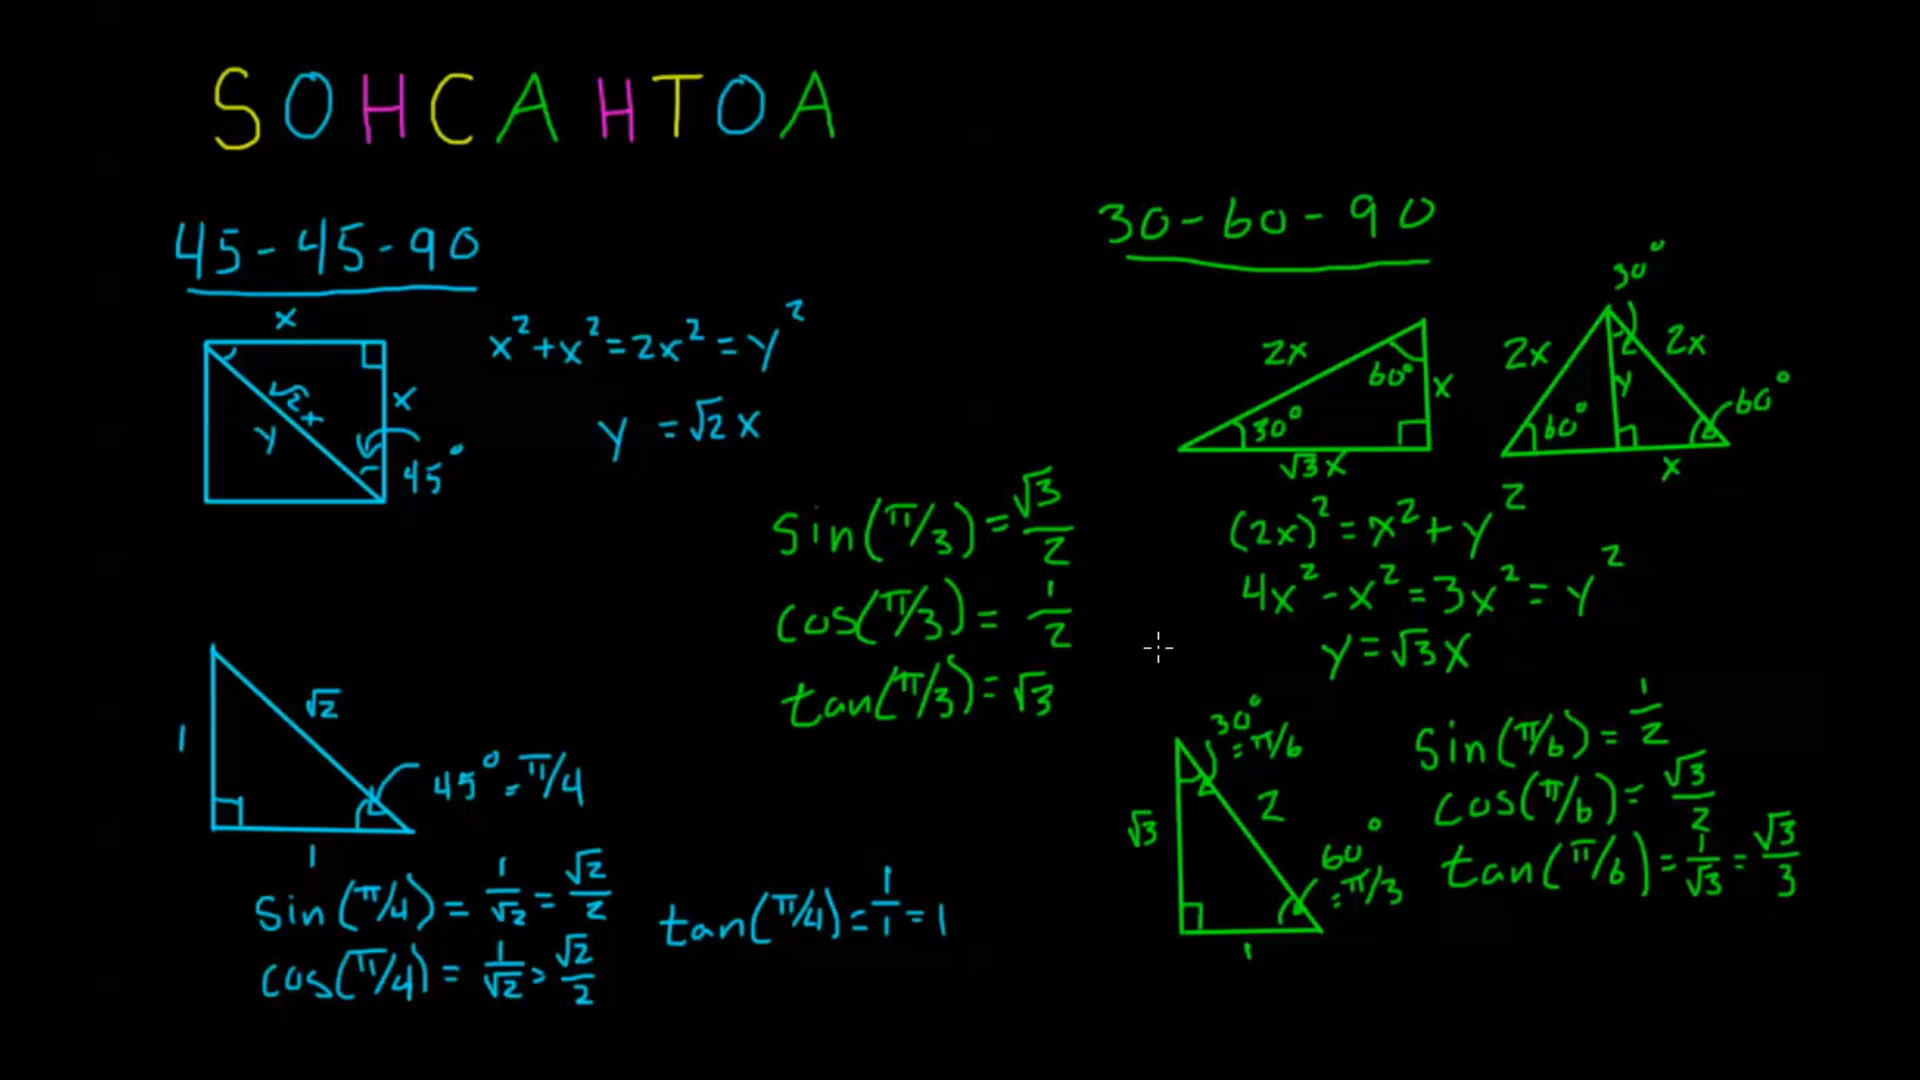 SOHCAHTOA
45-45-90
x
x² + x² = 2x² = y²
√2 x
x
y
y = √2 x
45°
1
√2
45° = π/4
1
sin(π/4) = 1/√2 = √2/2
cos(π/4) = 1/√2 = √2/2
tan(π/4) = 1/1 = 1
sin(π/3) = √3/2
cos(π/3) = 1/2
tan(π/3) = √3
30-60-90
2x
60°
x
30°
√3 x
30°
2x
2x
y
60°
60°
x
(2x)² = x² + y²
4x² - x² = 3x² = y²
y = √3 x
30° = π/6
√3
2
60° = π/3
1
sin(π/6) = 1/2
cos(π/6) = √3/2
tan(π/6) = 1/√3 = √3/3